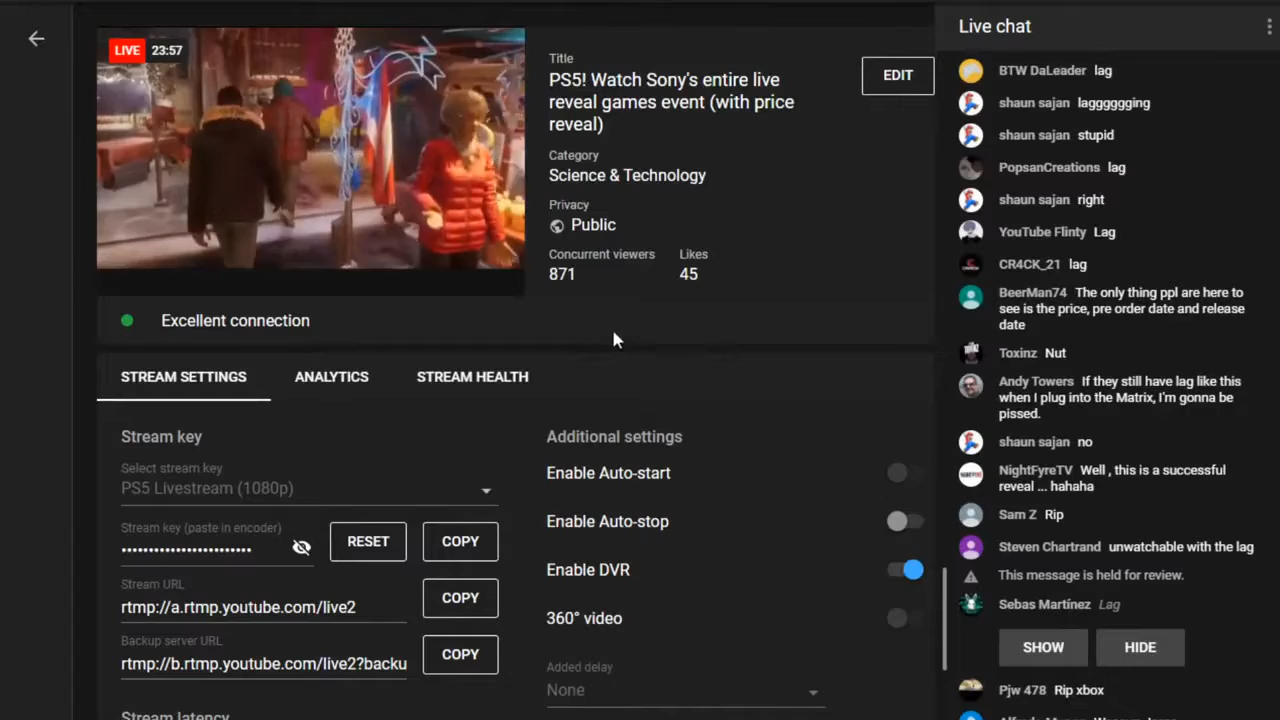 LIVE 23:57
Title
PS5! Watch Sony's entire live
reveal games event (with price
reveal)
EDIT
Category
Science & Technology
Privacy
Public
Concurrent viewers
871
Likes
45
Excellent connection
STREAM SETTINGS
ANALYTICS
STREAM HEALTH
Stream key
Select stream key
PS5 Livestream (1080p)
Stream key (paste in encoder)
••••••••••••••••••••••••
RESET
COPY
Stream URL
rtmp://a.rtmp.youtube.com/live2
COPY
Backup server URL
rtmp://b.rtmp.youtube.com/live2?backu
COPY
Additional settings
Enable Auto-start
Enable Auto-stop
Enable DVR
360° video
Added delay
None
Live chat
BTW DaLeader lag
shaun sajan lagggggging
shaun sajan stupid
PopsanCreations lag
shaun sajan right
YouTube Flinty Lag
CR4CK_21 lag
BeerMan74 The only thing ppl are here to
see is the price, pre order date and release
date
Toxinz Nut
Andy Towers If they still have lag like this
when I plug into the Matrix, I'm gonna be
pissed.
shaun sajan no
NightFyreTV Well , this is a successful
reveal ... hahaha
Sam Z Rip
Steven Chartrand unwatchable with the lag
This message is held for review.
Sebas Martínez Lag
SHOW
HIDE
Pjw 478 Rip xbox